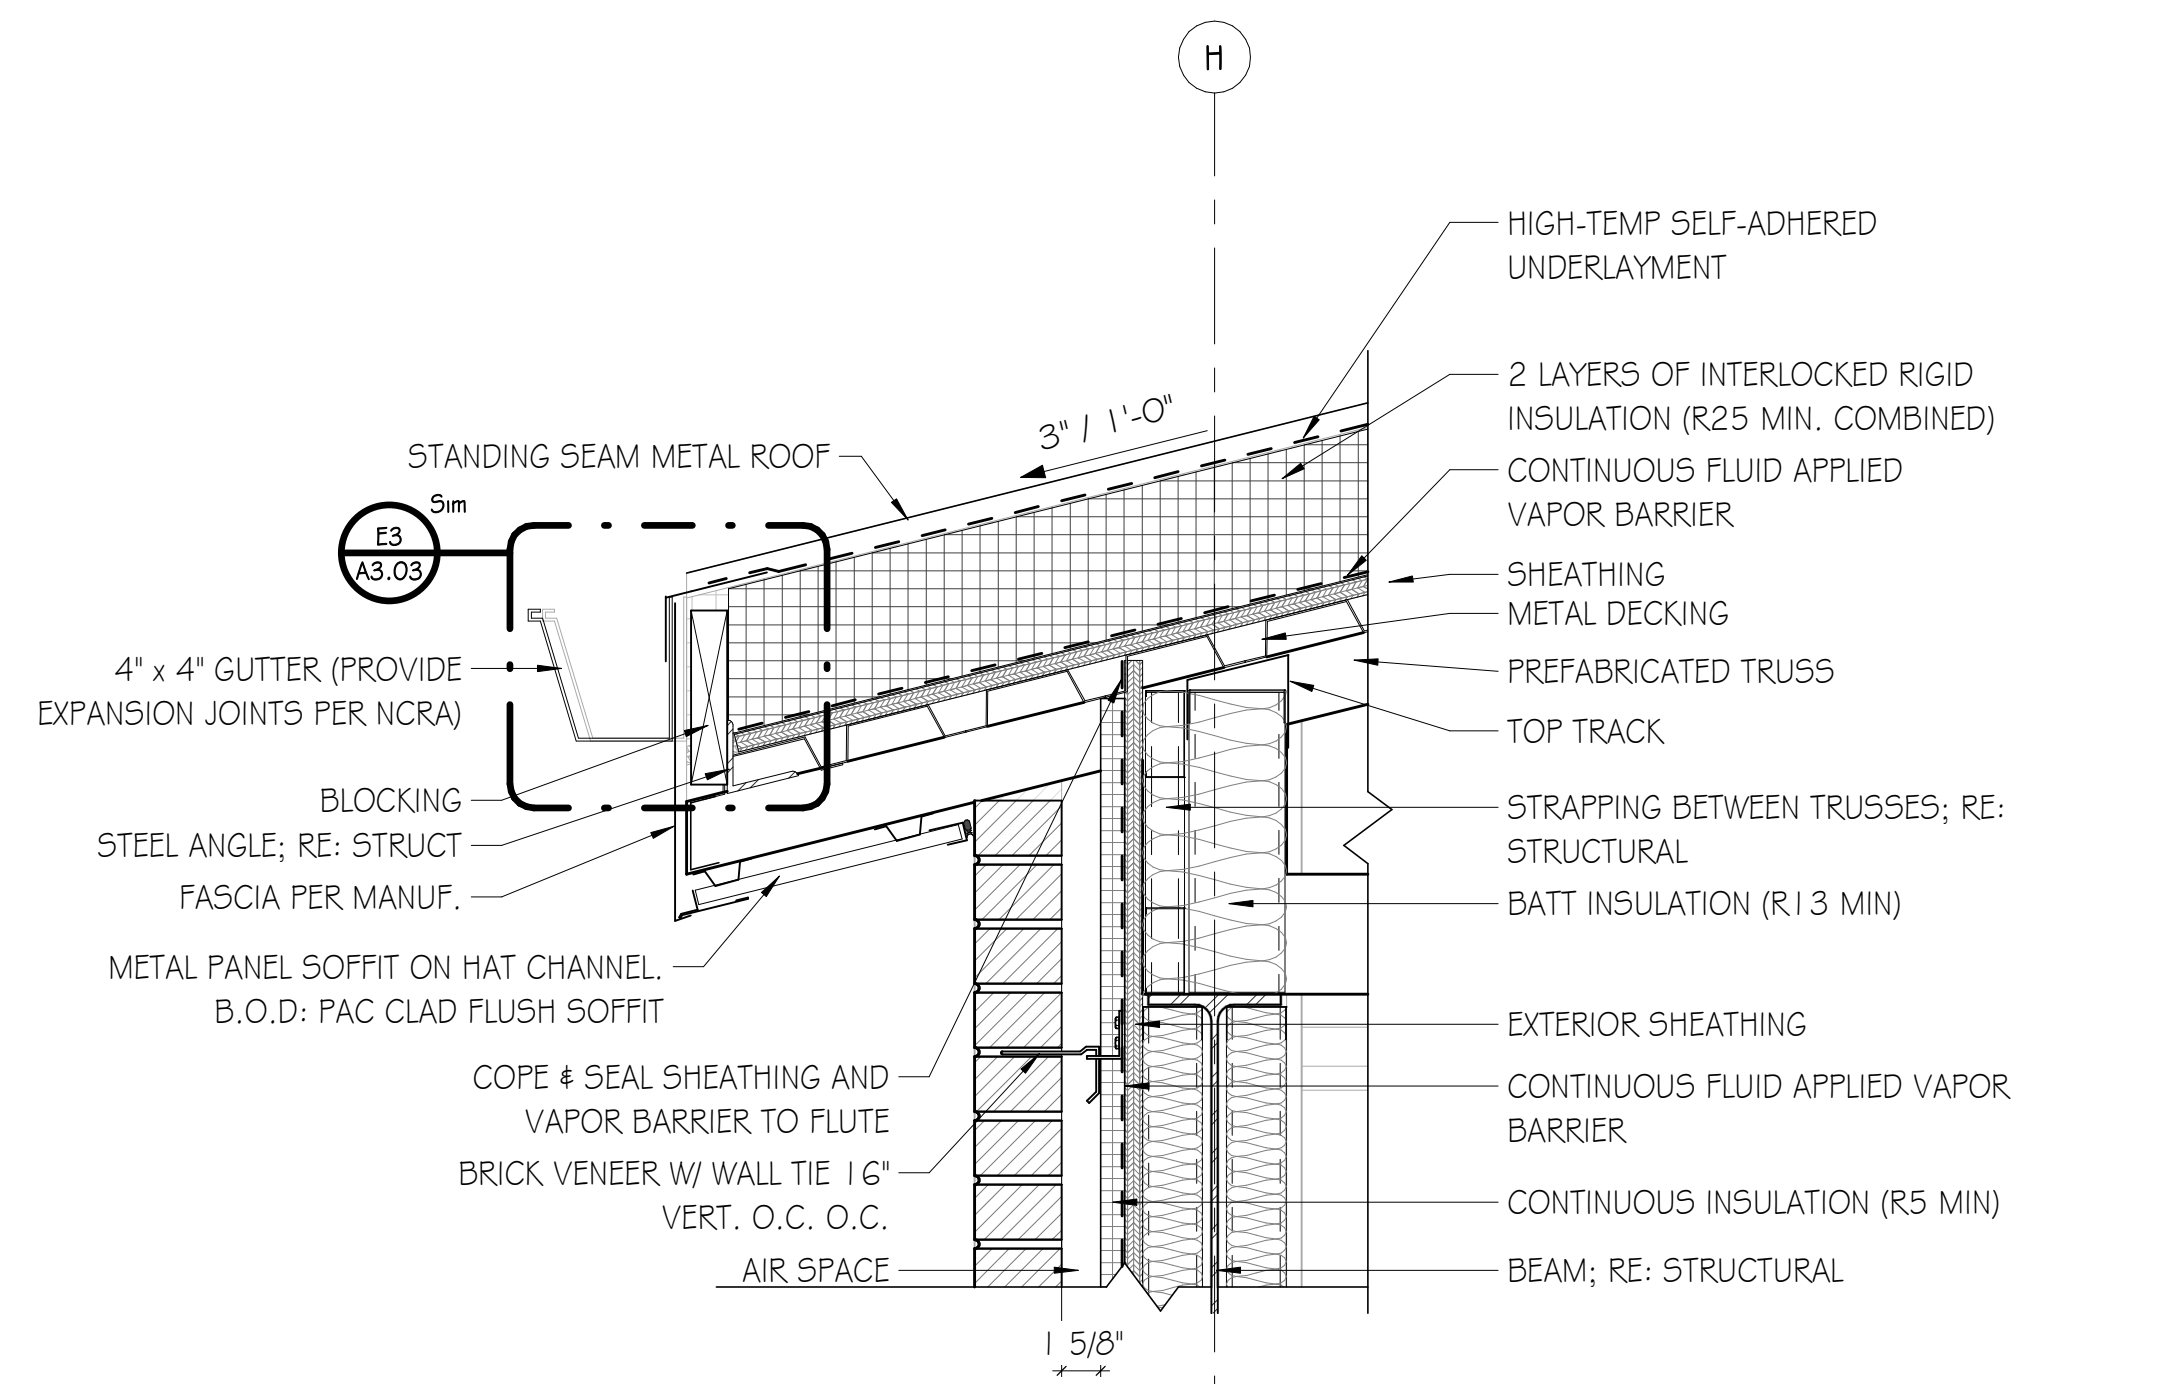 H
HIGH-TEMP SELF-ADHERED
UNDERLAYMENT
2 LAYERS OF INTERLOCKED RIGID
INSULATION (R25 MIN. COMBINED)
3" / 1'-0"
STANDING SEAM METAL ROOF
CONTINUOUS FLUID APPLIED
VAPOR BARRIER
Sim
E3
A3.03
SHEATHING
METAL DECKING
4" x 4" GUTTER (PROVIDE
EXPANSION JOINTS PER NCRA)
PREFABRICATED TRUSS
TOP TRACK
BLOCKING
STEEL ANGLE; RE: STRUCT
FASCIA PER MANUF.
STRAPPING BETWEEN TRUSSES; RE:
STRUCTURAL
BATT INSULATION (R13 MIN)
METAL PANEL SOFFIT ON HAT CHANNEL.
B.O.D: PAC CLAD FLUSH SOFFIT
EXTERIOR SHEATHING
COPE & SEAL SHEATHING AND
VAPOR BARRIER TO FLUTE
CONTINUOUS FLUID APPLIED VAPOR
BARRIER
BRICK VENEER W/ WALL TIE 16"
VERT. O.C. O.C.
CONTINUOUS INSULATION (R5 MIN)
AIR SPACE
BEAM; RE: STRUCTURAL
1 5/8"